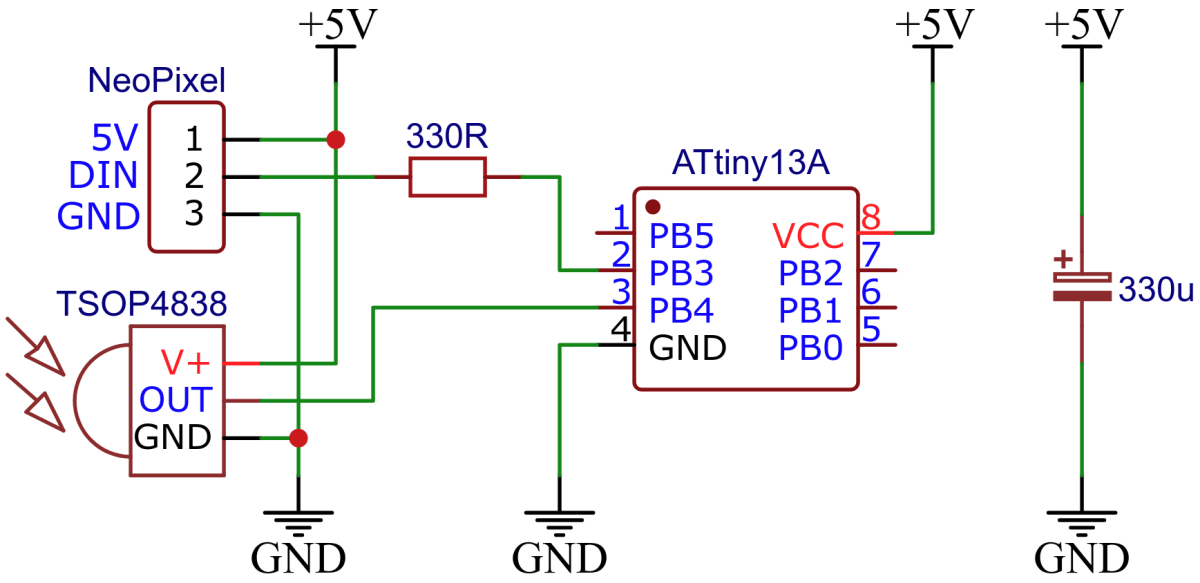 +5V
+5V
+5V
NeoPixel
5V 1
DIN 2
GND 3
330R
ATtiny13A
1 PB5
2 PB3
3 PB4
4 GND
VCC 8
PB2 7
PB1 6
PB0 5
TSOP4838
V+
OUT
GND
+
330u
GND
GND
GND